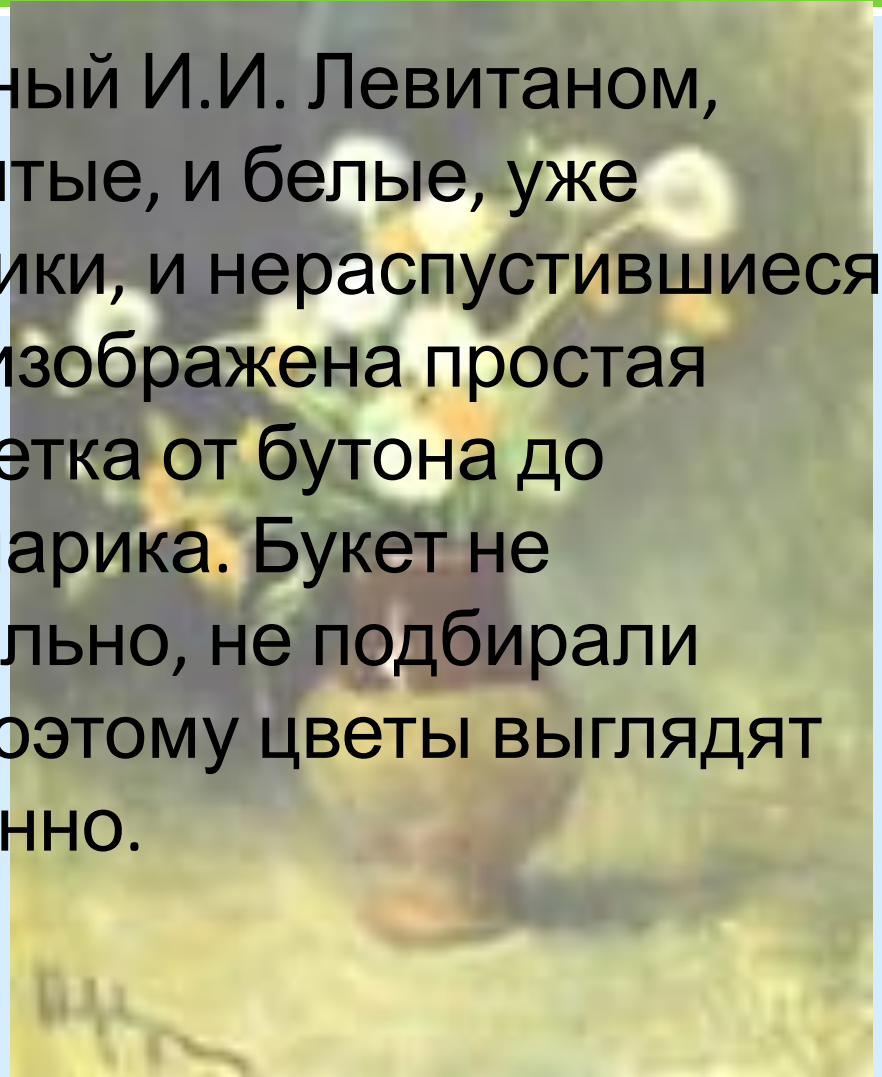 ный И.И. Левитаном,
тые, и белые, уже
ики, и нераспустившиеся
изображена простая
етка от бутона до
арика. Букет не
льно, не подбирали
оэтому цветы выглядят
нно.